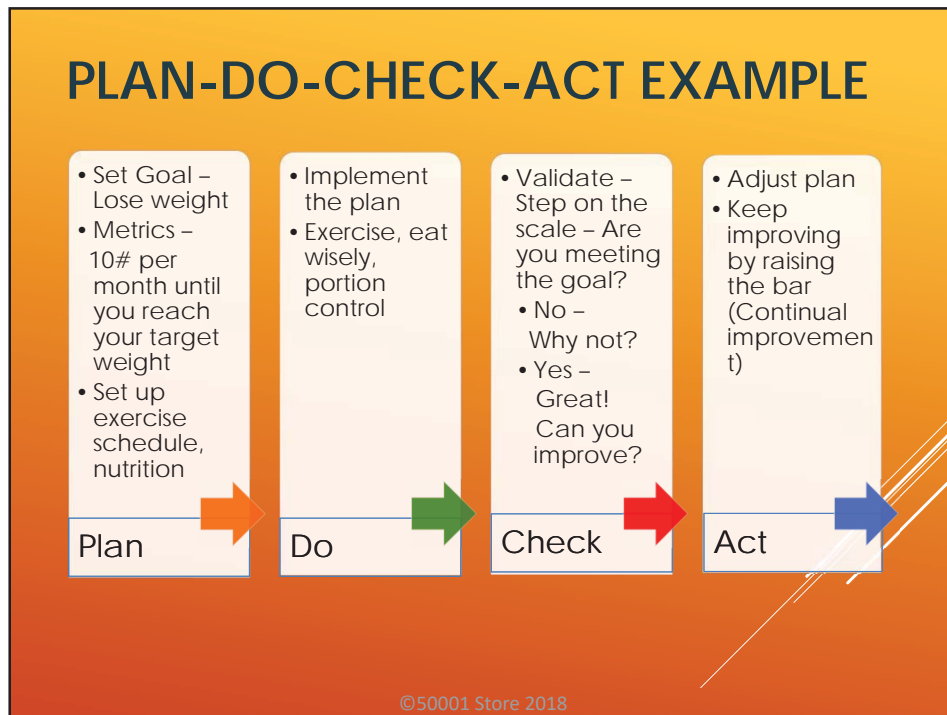 PLAN-DO-CHECK-ACT EXAMPLE
• Set Goal –
Lose weight
• Metrics –
10# per
month until
you reach
your target
weight
• Set up
exercise
schedule,
nutrition
Plan
• Implement
the plan
• Exercise, eat
wisely,
portion
control
Do
• Validate –
Step on the
scale – Are
you meeting
the goal?
• No –
Why not?
• Yes –
Great!
Can you
improve?
Check
• Adjust plan
• Keep
improving
by raising
the bar
(Continual
improvemen
t)
Act
©50001 Store 2018